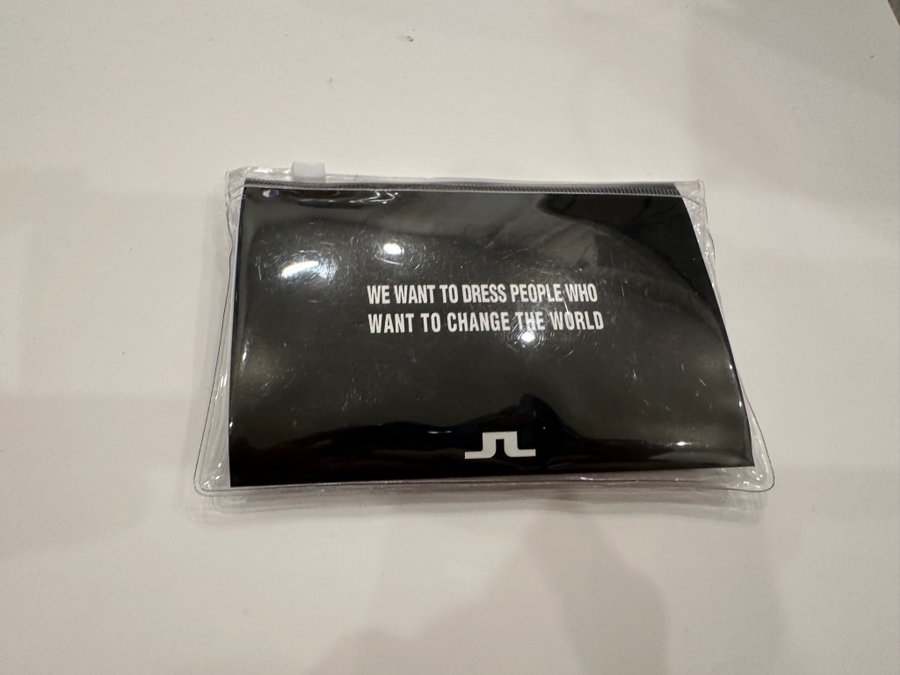 WE WANT TO DRESS PEOPLE WHO
WANT TO CHANGE THE WORLD